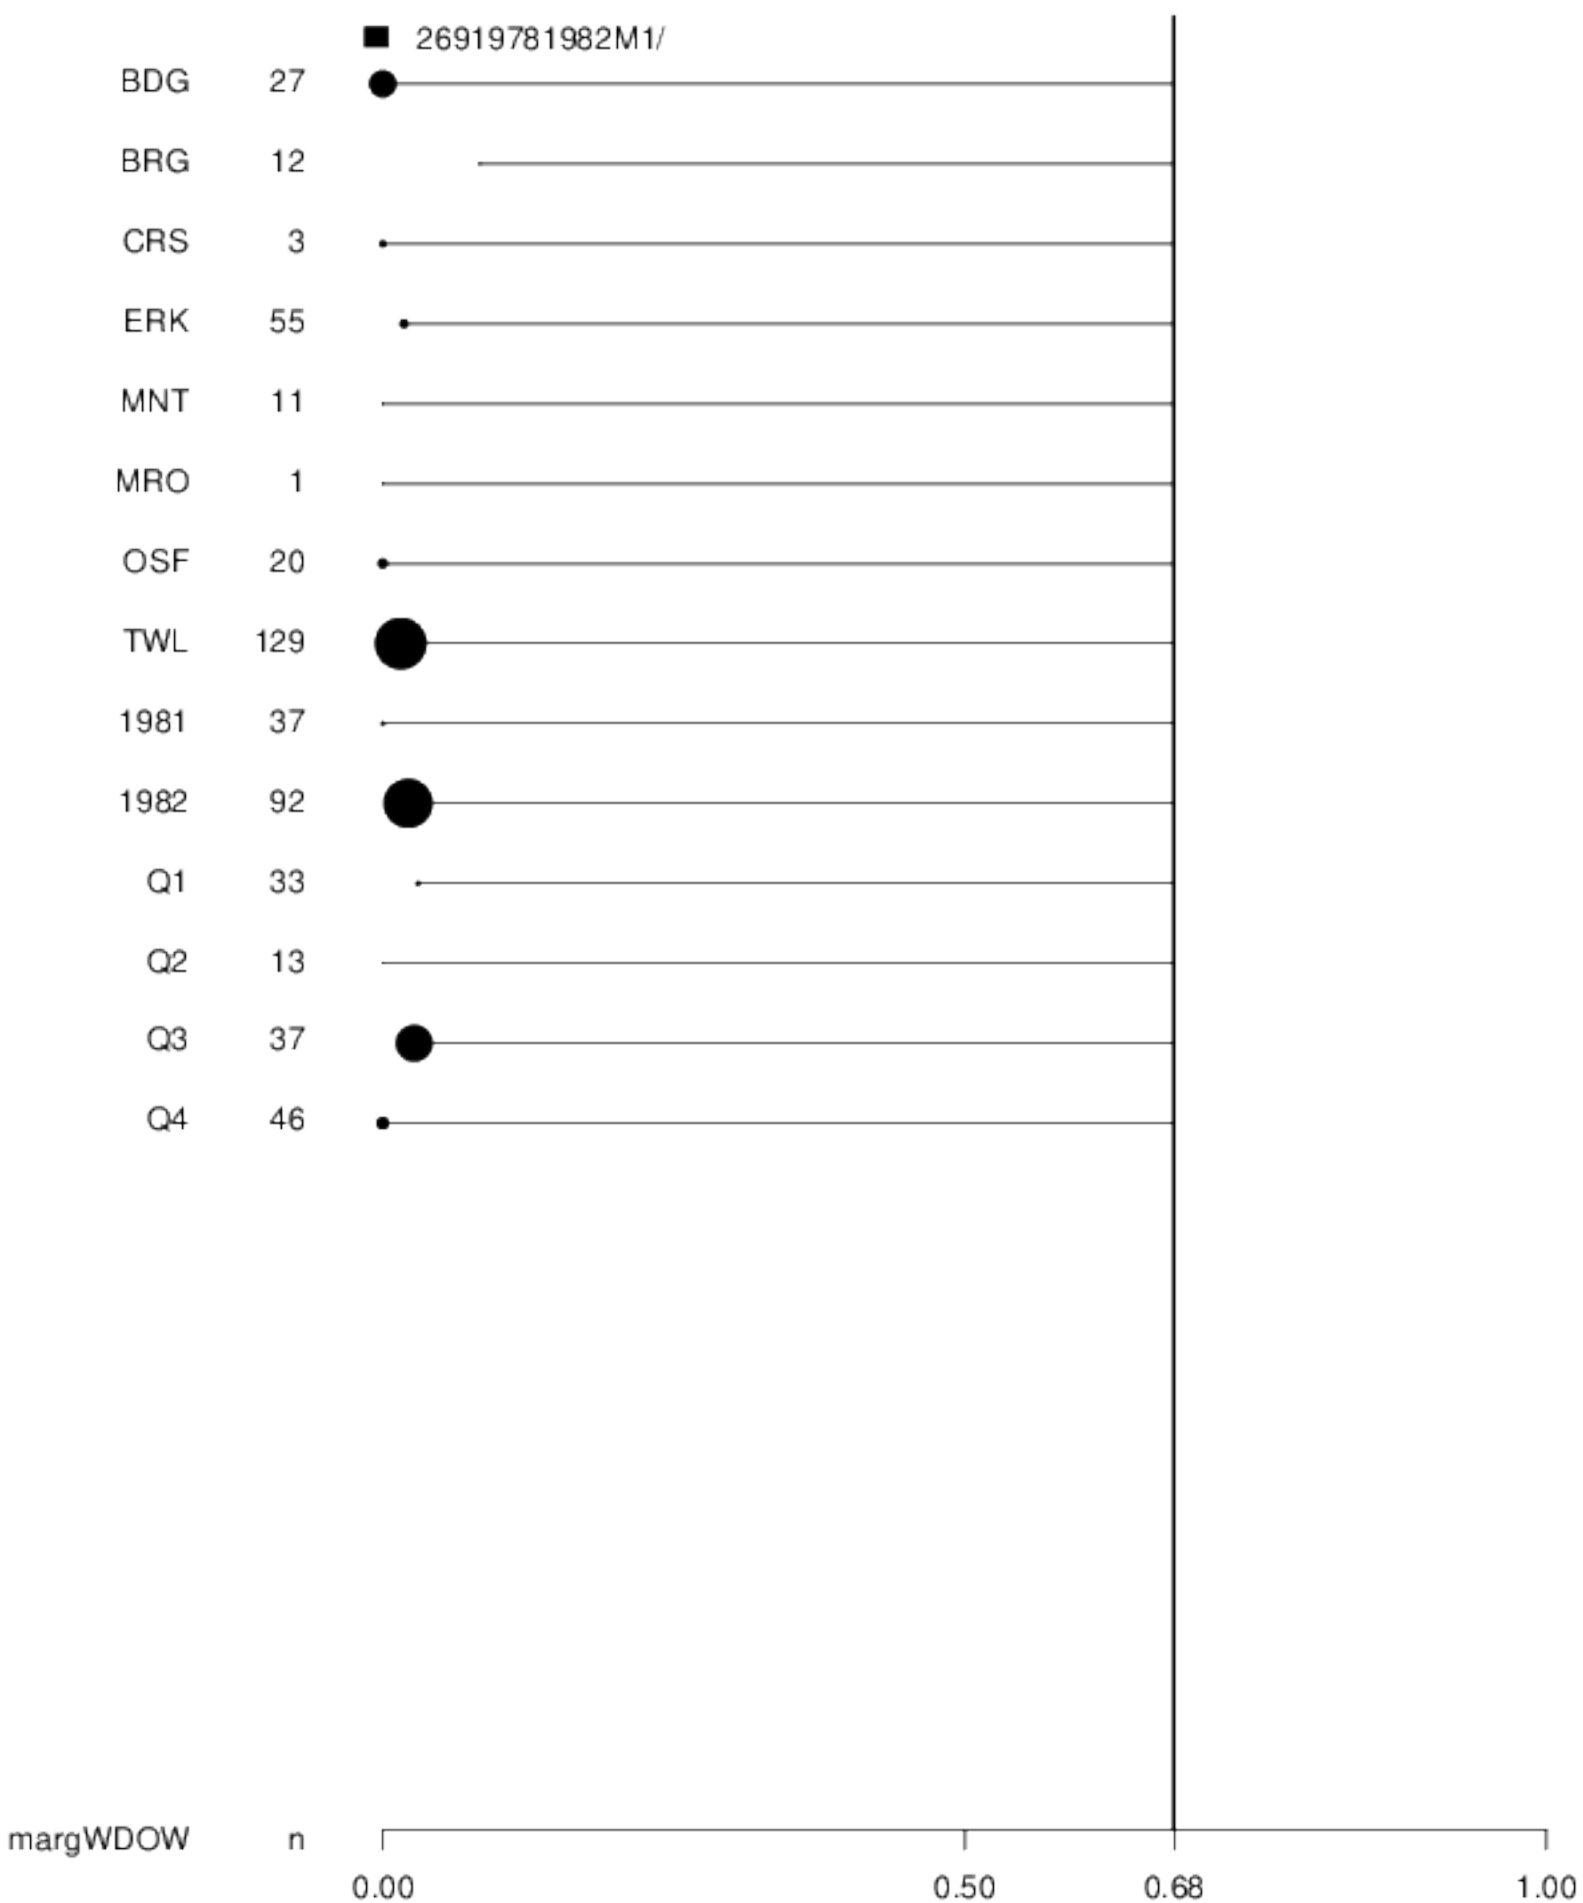 26919781982M1/
BDG 27
BRG 12
CRS 3
ERK 55
MNT 11
MRO 1
OSF 20
TWL 129
1981 37
1982 92
Q1 33
Q2 13
Q3 37
Q4 46
margWDOW n
0.00 0.50 0.68 1.00